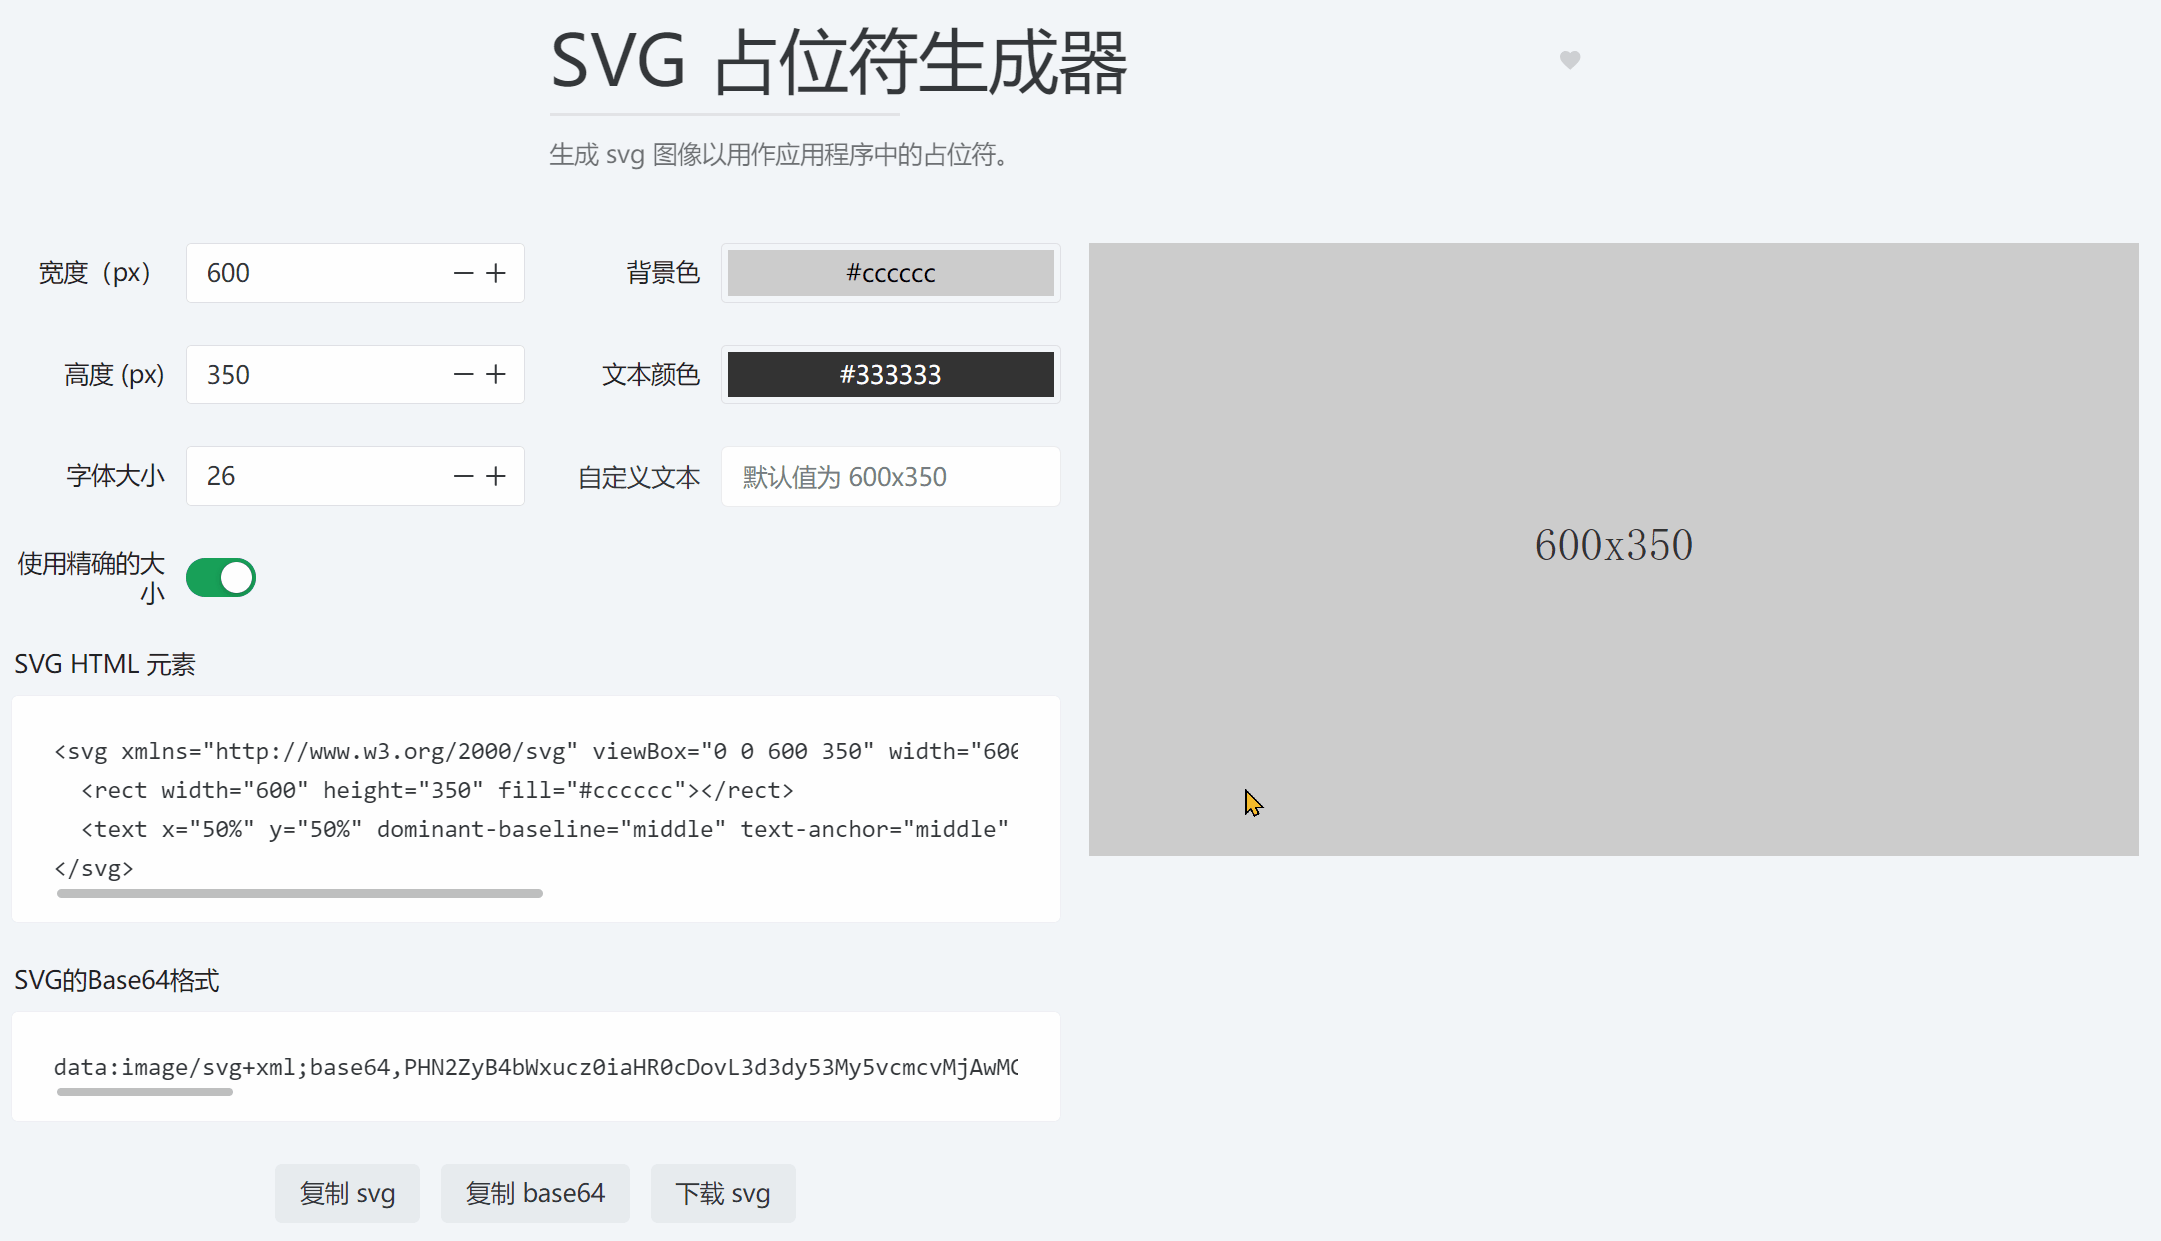 SVG 占位符生成器
生成 svg 图像以用作应用程序中的占位符。
宽度（px） 600 背景色 #cccccc
高度 (px) 350 文本颜色 #333333
字体大小 26 自定义文本 默认值为 600x350
使用精确的大
小
600x350
SVG HTML 元素
<svg xmlns="http://www.w3.org/2000/svg" viewBox="0 0 600 350" width="600
<rect width="600" height="350" fill="#cccccc"></rect>
<text x="50%" y="50%" dominant-baseline="middle" text-anchor="middle"
</svg>
SVG的Base64格式
data:image/svg+xml;base64,PHN2ZyB4bWxucz0iaHR0cDovL3d3dy53My5vcmcvMjAwMC
复制 svg 复制 base64 下载 svg